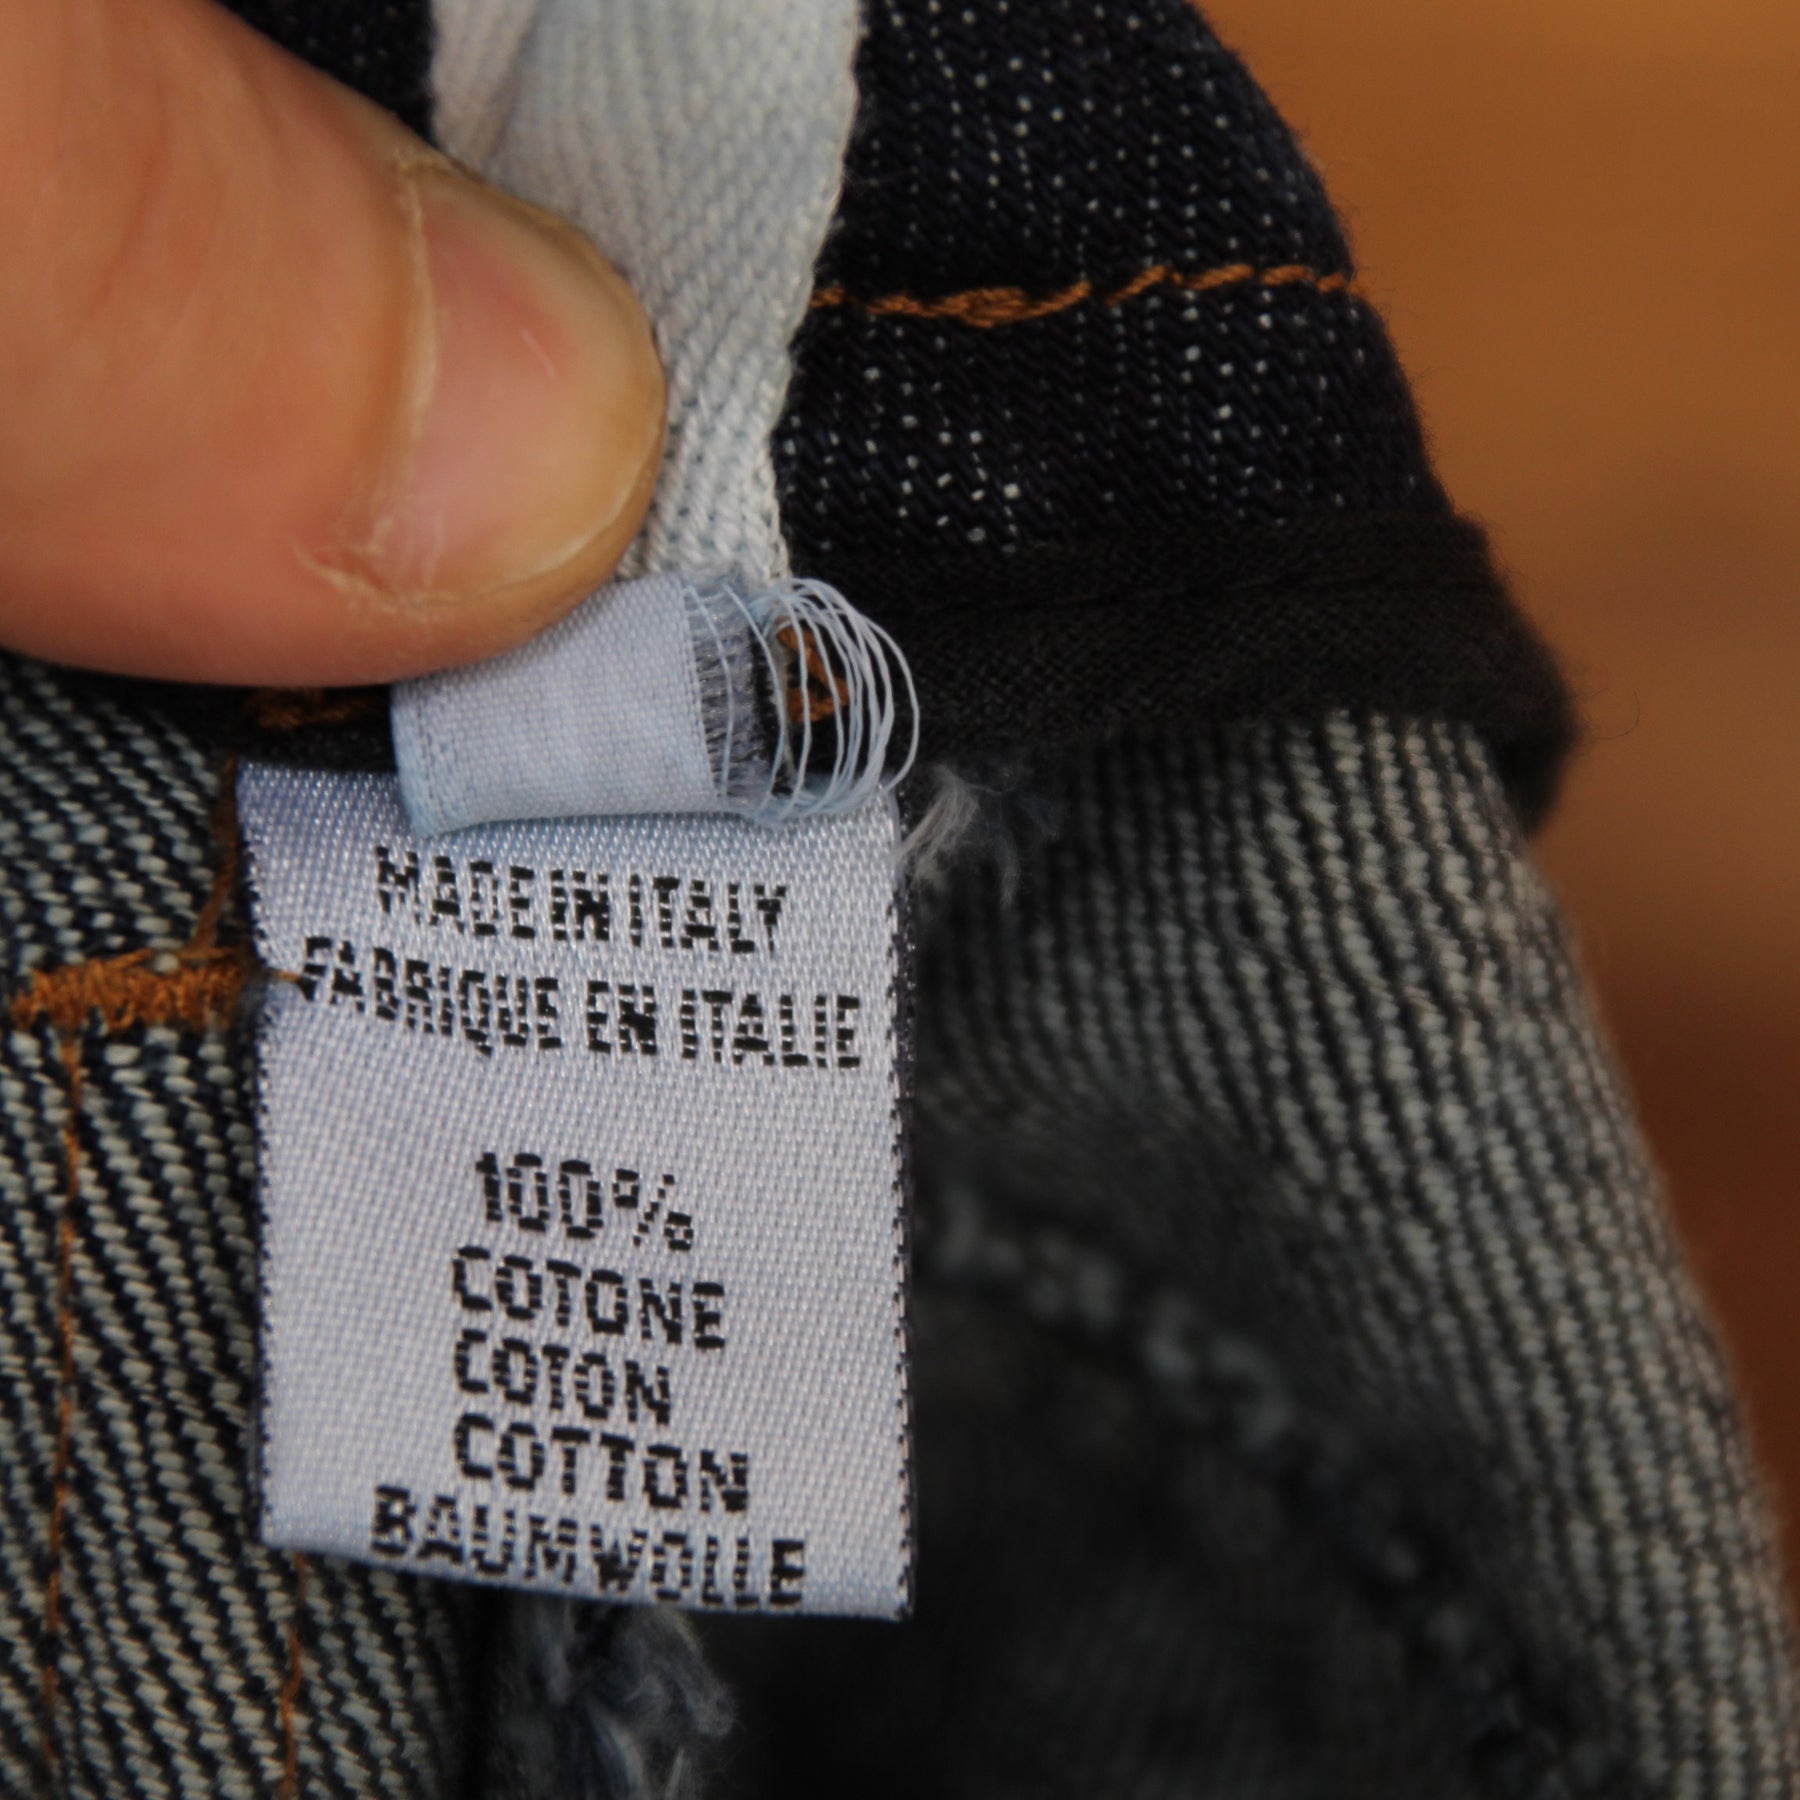 MADE IN ITALY
FABRIQUE EN ITALIE
100%
COTONE
COTON
COTTON
BAUMWOLLE